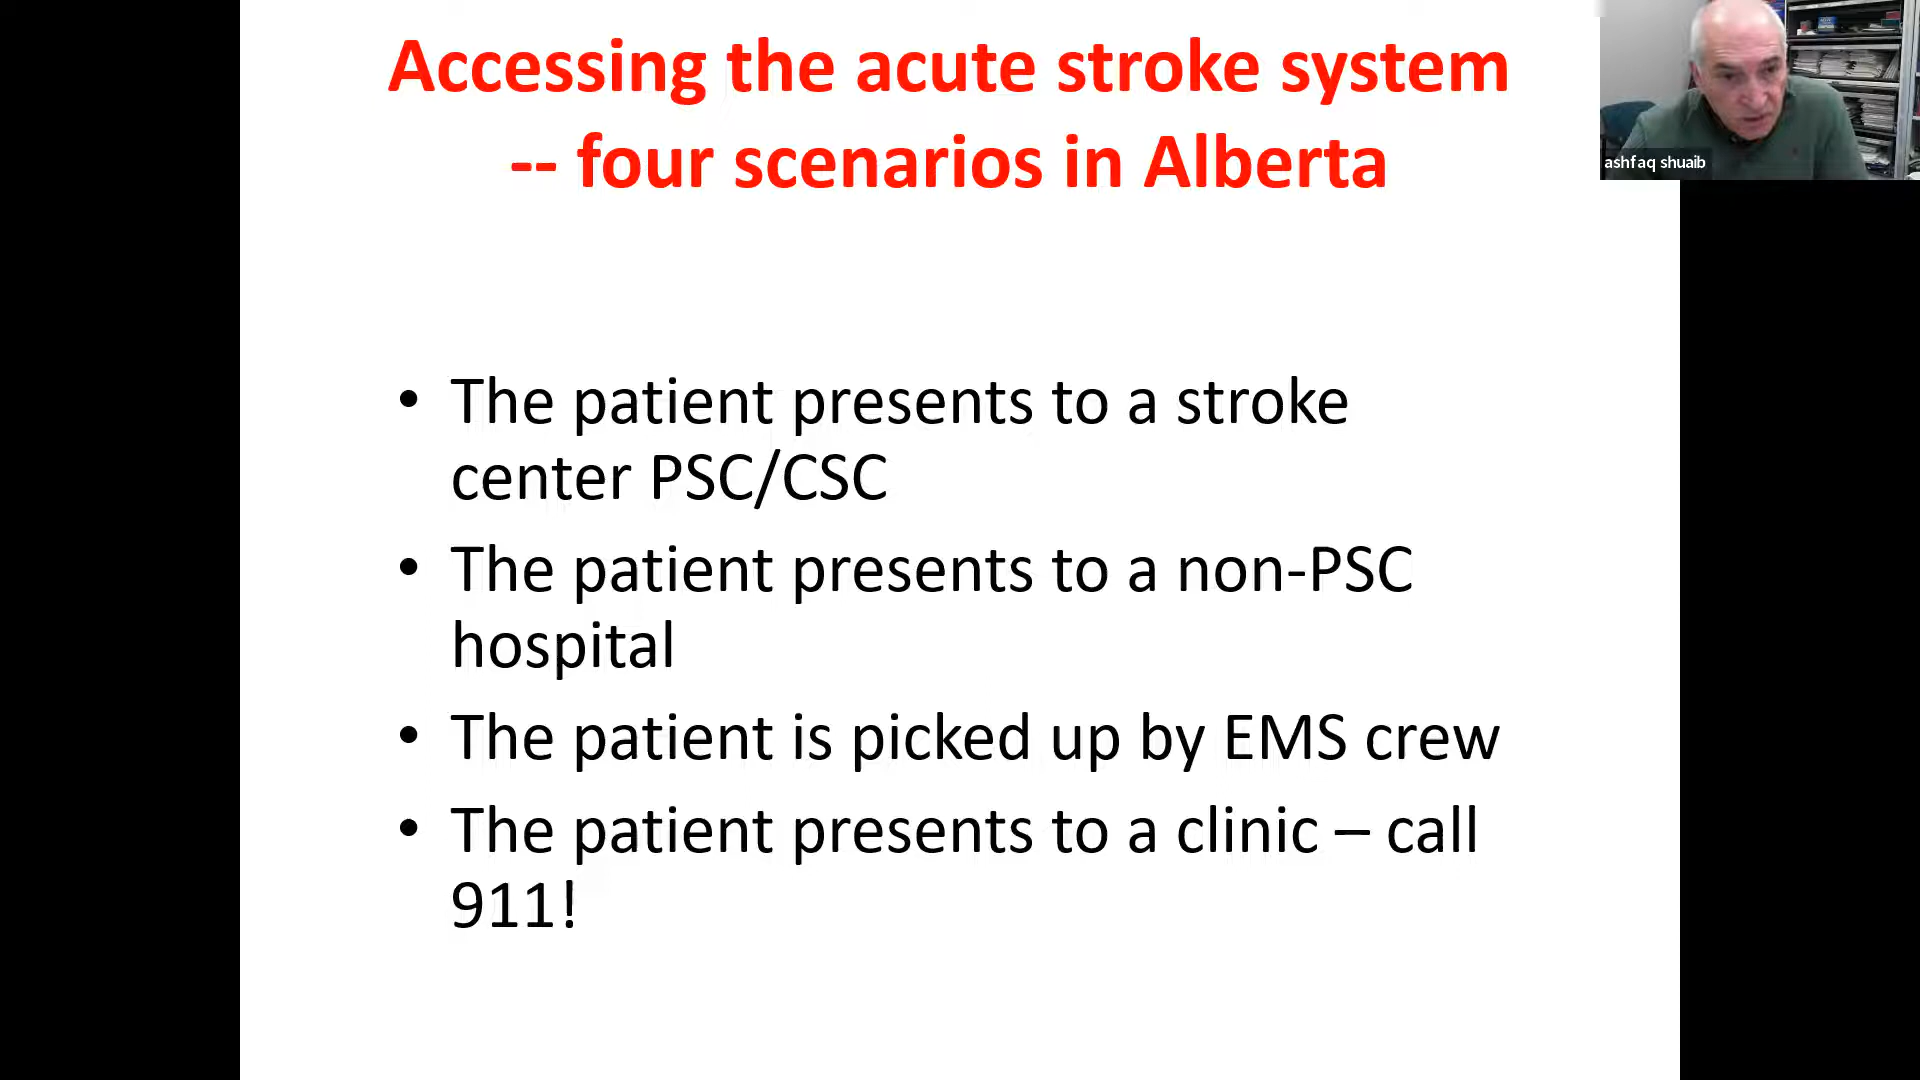 Accessing the acute stroke system
-- four scenarios in Alberta
ashfaq shuaib
• The patient presents to a stroke
center PSC/CSC
• The patient presents to a non-PSC
hospital
• The patient is picked up by EMS crew
• The patient presents to a clinic – call
911!